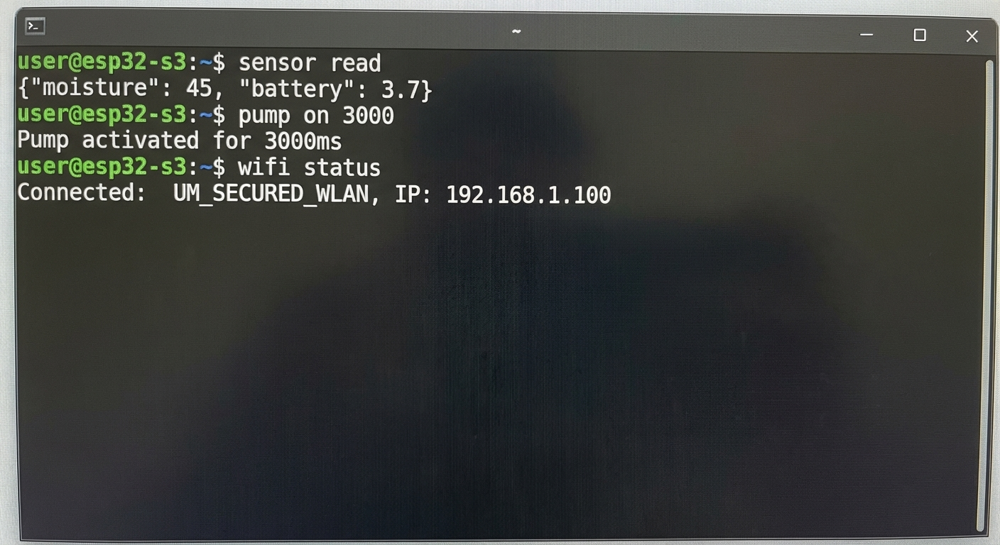 ~
user@esp32-s3:~$ sensor read
{"moisture": 45, "battery": 3.7}
user@esp32-s3:~$ pump on 3000
Pump activated for 3000ms
user@esp32-s3:~$ wifi status
Connected:  UM_SECURED_WLAN, IP: 192.168.1.100